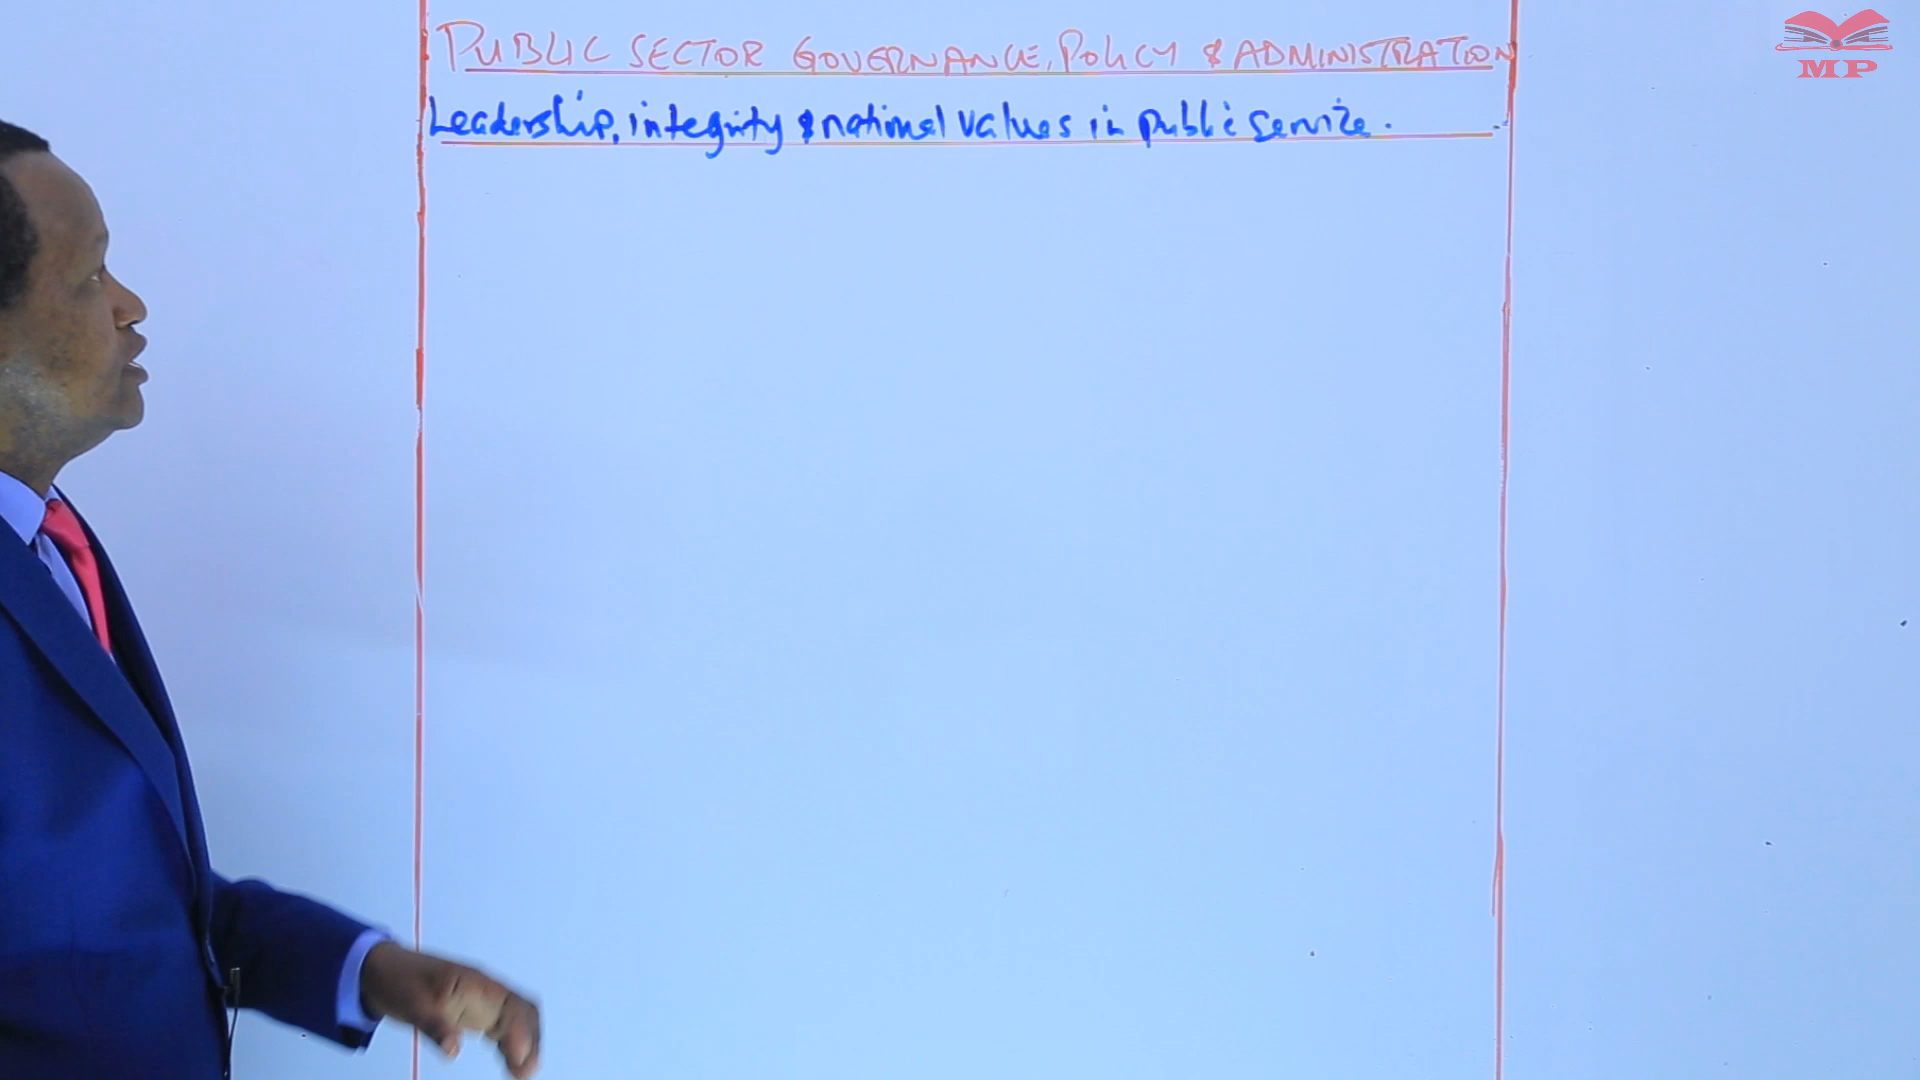 PUBLIC SECTOR GOVERNANCE, POLICY & ADMINISTRATION
Leadership, integrity & national values in public service.
MP